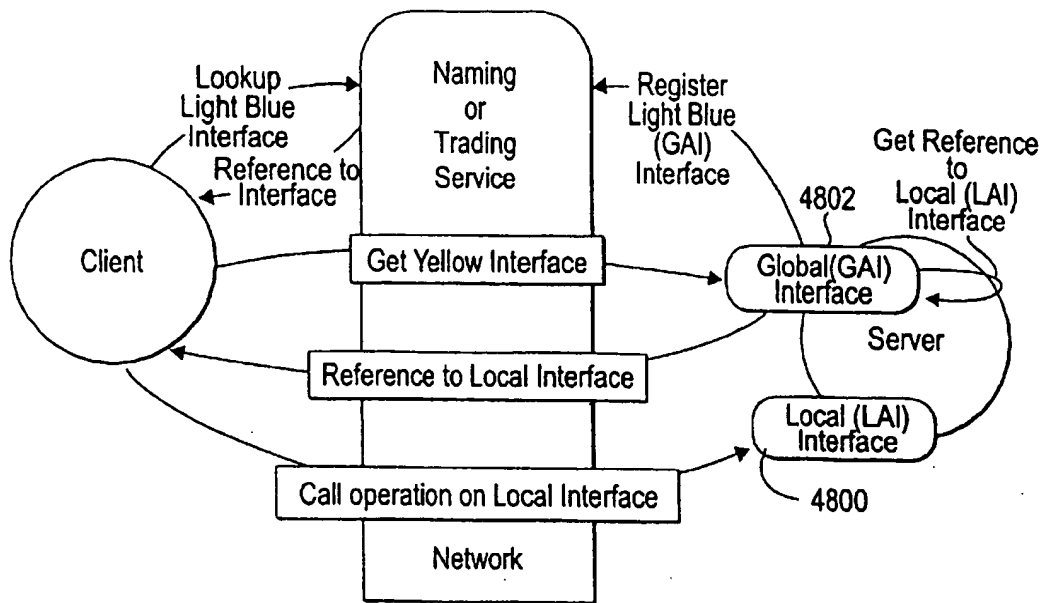 Lookup
Light Blue
Interface
Reference to
Interface
Naming
or
Trading
Service
Register
Light Blue
(GAI)
Interface
Get Reference
to
Local (LAI)
Interface
4802
Client
Get Yellow Interface
Global(GAI)
Interface
Server
Reference to Local Interface
Local (LAI)
Interface
Call operation on Local Interface
4800
Network